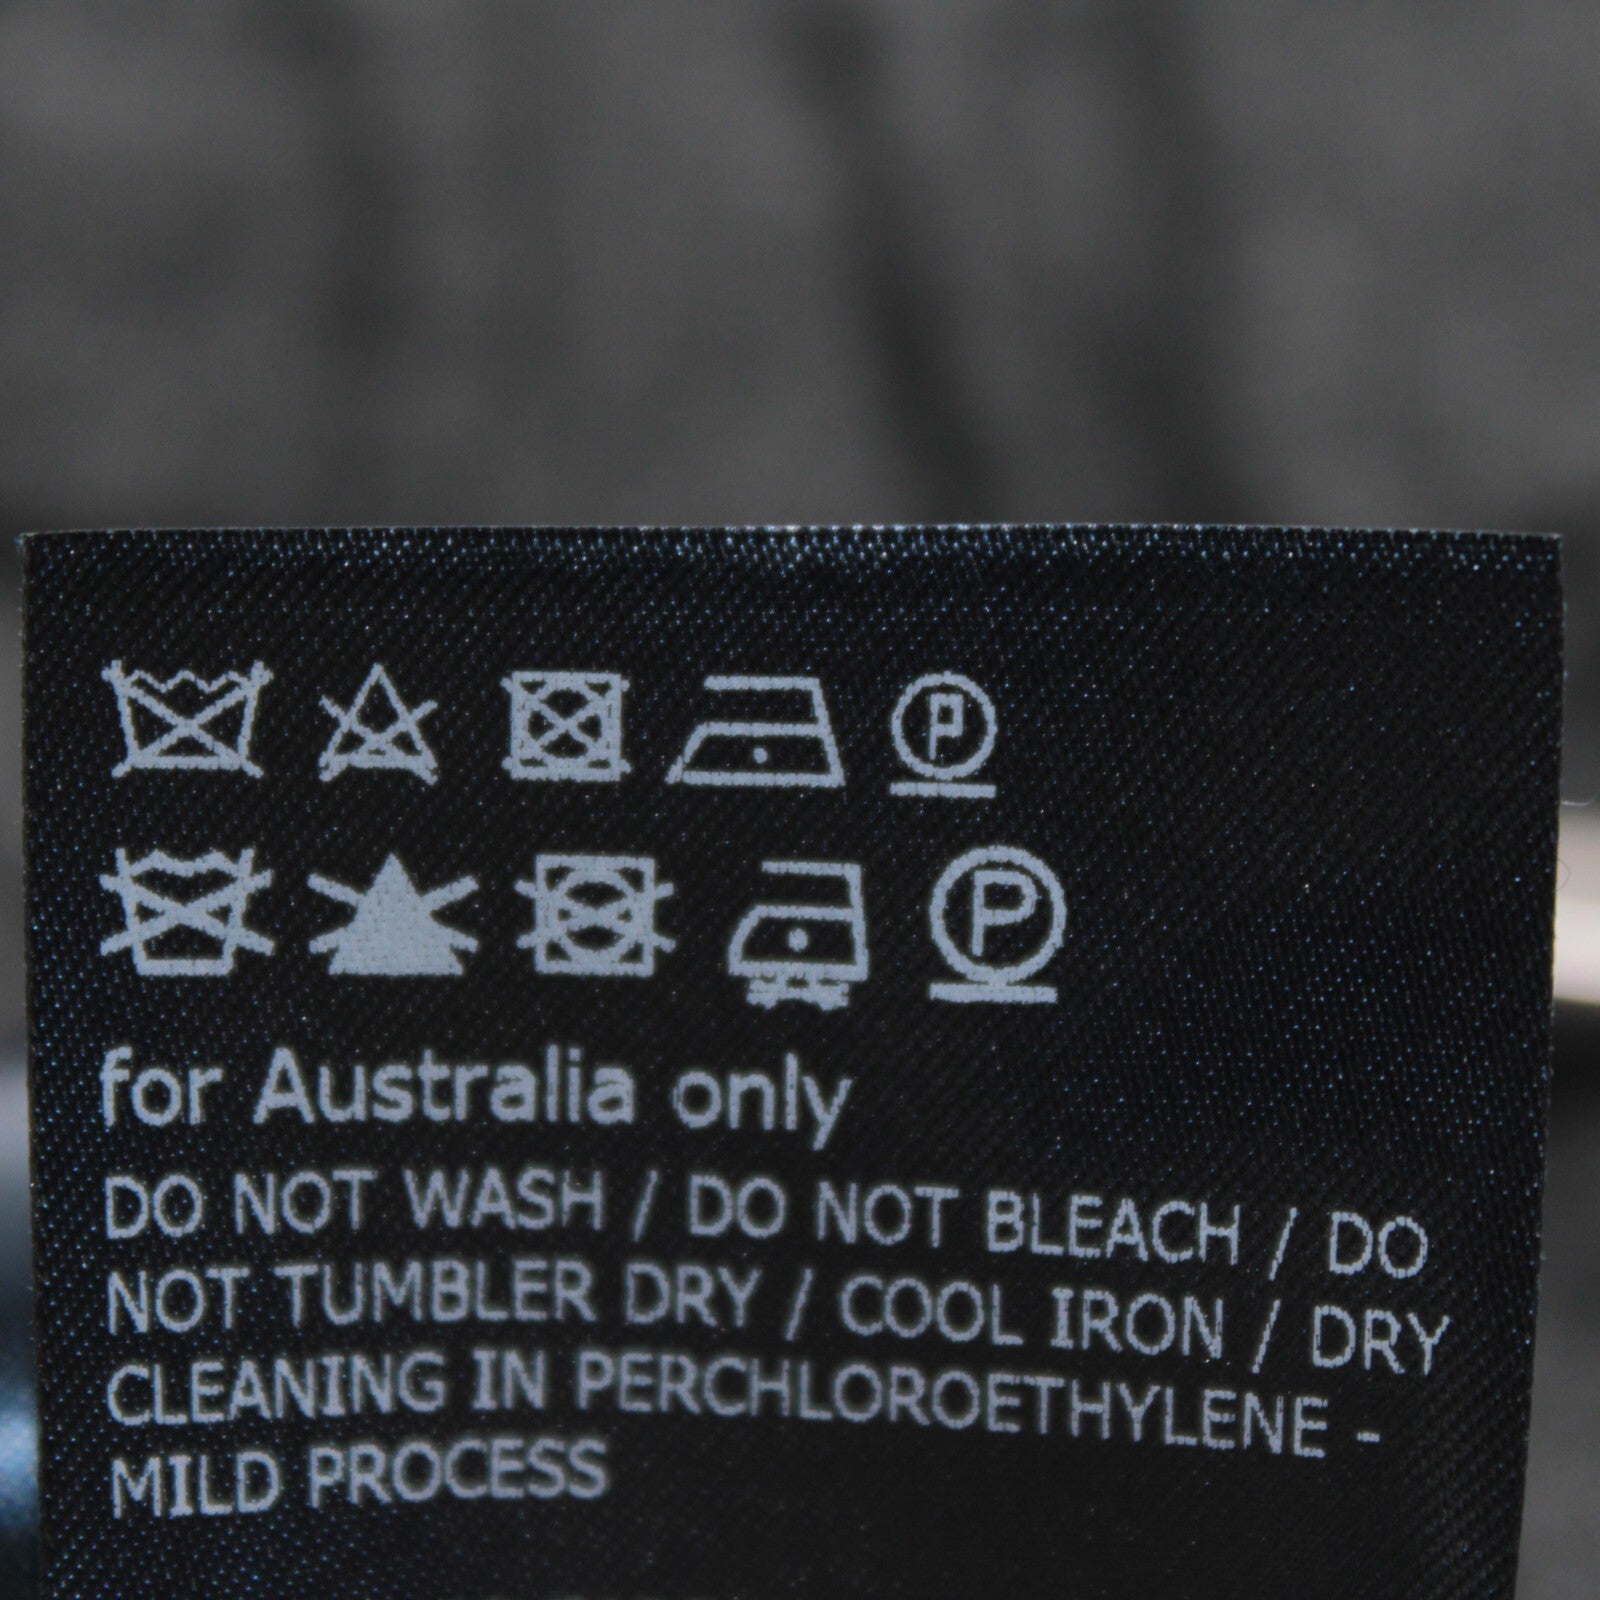 P
P
for Australia only
DO NOT WASH / DO NOT BLEACH / DO
NOT TUMBLER DRY / COOL IRON / DRY
CLEANING IN PERCHLOROETHYLENE -
MILD PROCESS